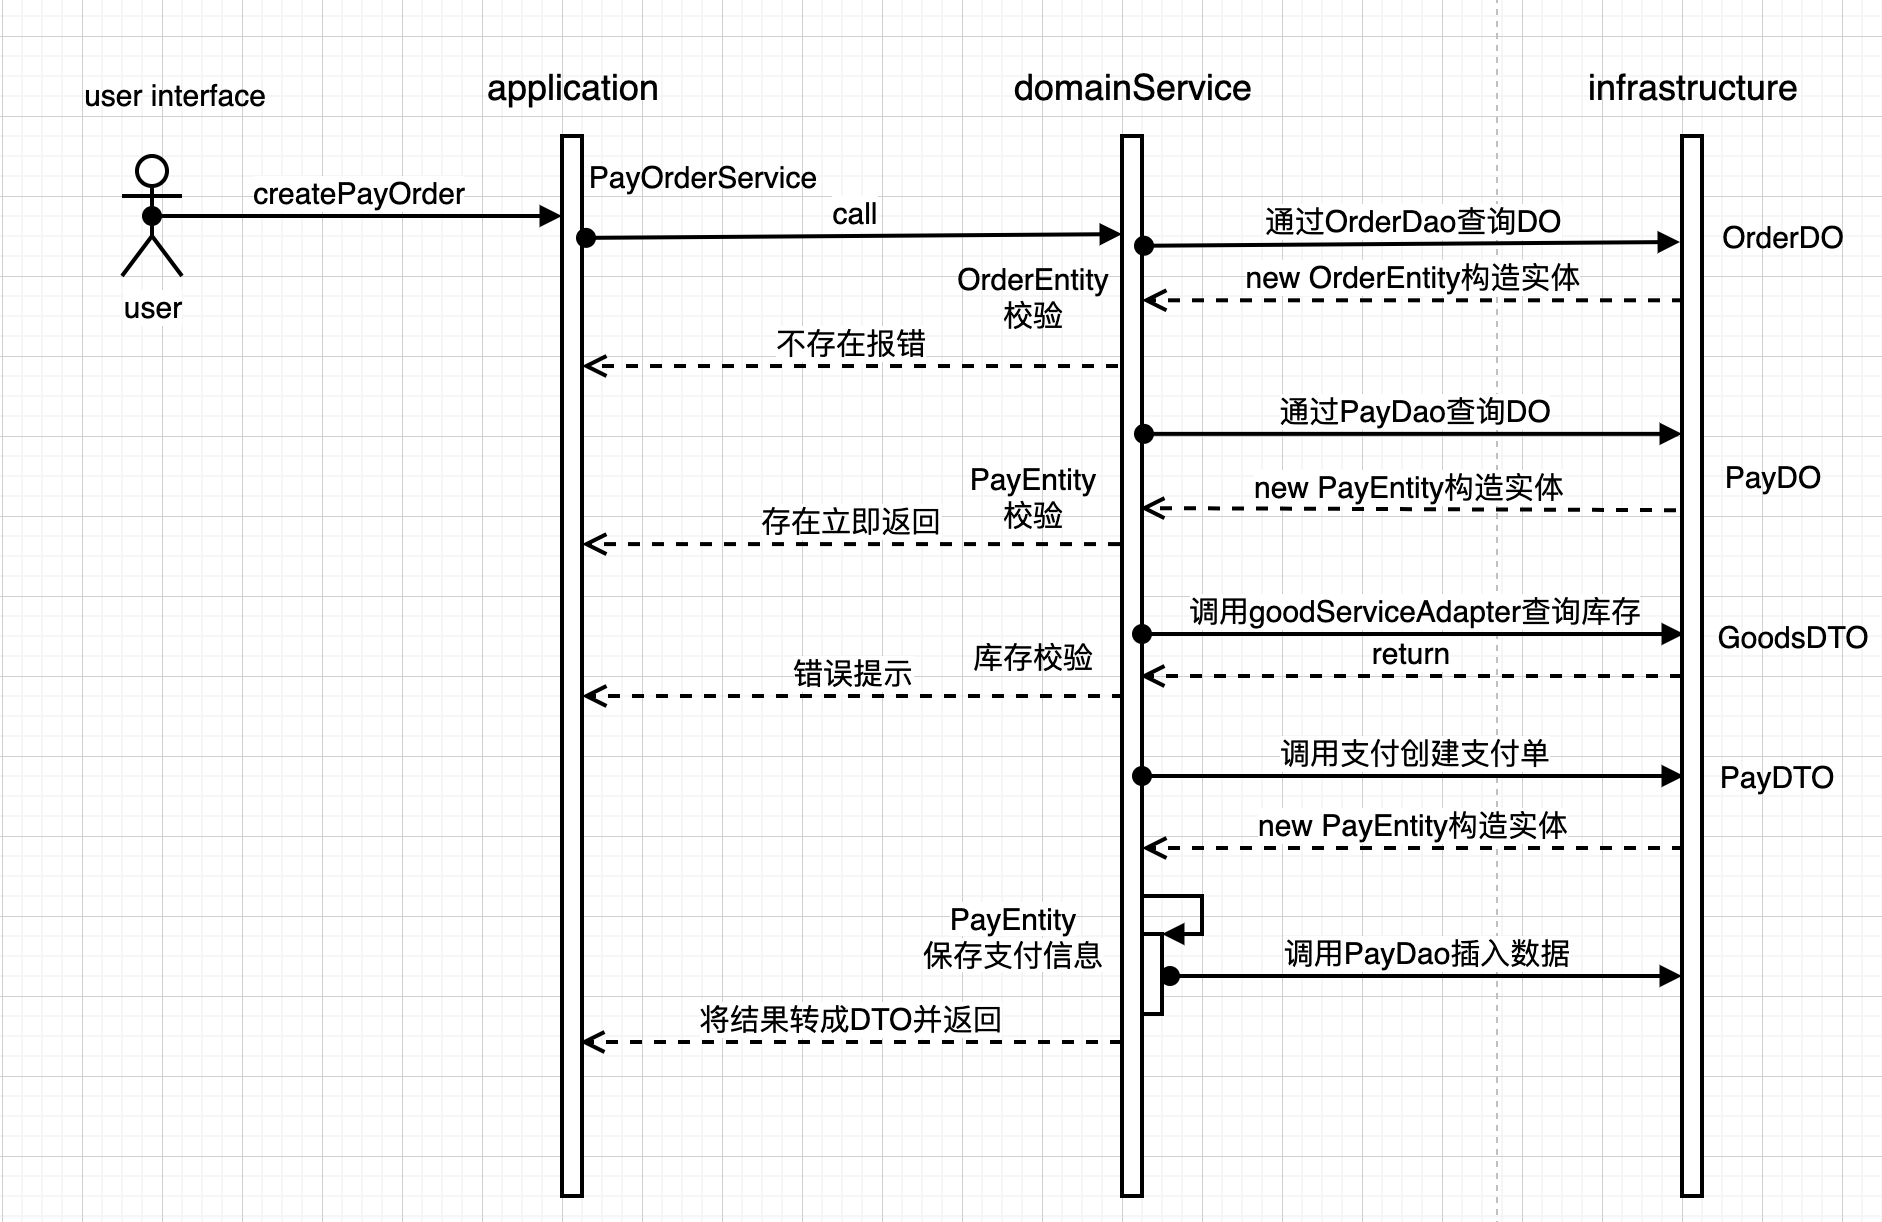 user interface
application
domainService
infrastructure
createPayOrder
PayOrderService
call
通过OrderDao查询DO
OrderDO
user
OrderEntity
校验
new OrderEntity构造实体
不存在报错
通过PayDao查询DO
PayEntity
校验
new PayEntity构造实体
PayDO
存在立即返回
调用goodServiceAdapter查询库存
GoodsDTO
return
库存校验
错误提示
调用支付创建支付单
PayDTO
new PayEntity构造实体
PayEntity
保存支付信息
调用PayDao插入数据
将结果转成DTO并返回